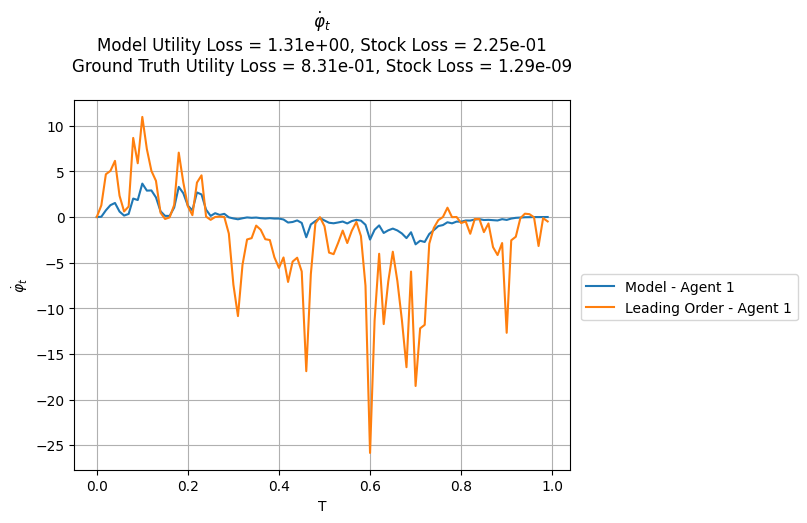 φ̇ₜ
Model Utility Loss = 1.31e+00, Stock Loss = 2.25e-01
Ground Truth Utility Loss = 8.31e-01, Stock Loss = 1.29e-09
10
5
0
−5
−10
−15
−20
−25
φ̇ₜ
0.0 0.2 0.4 0.6 0.8 1.0
T
Model - Agent 1
Leading Order - Agent 1